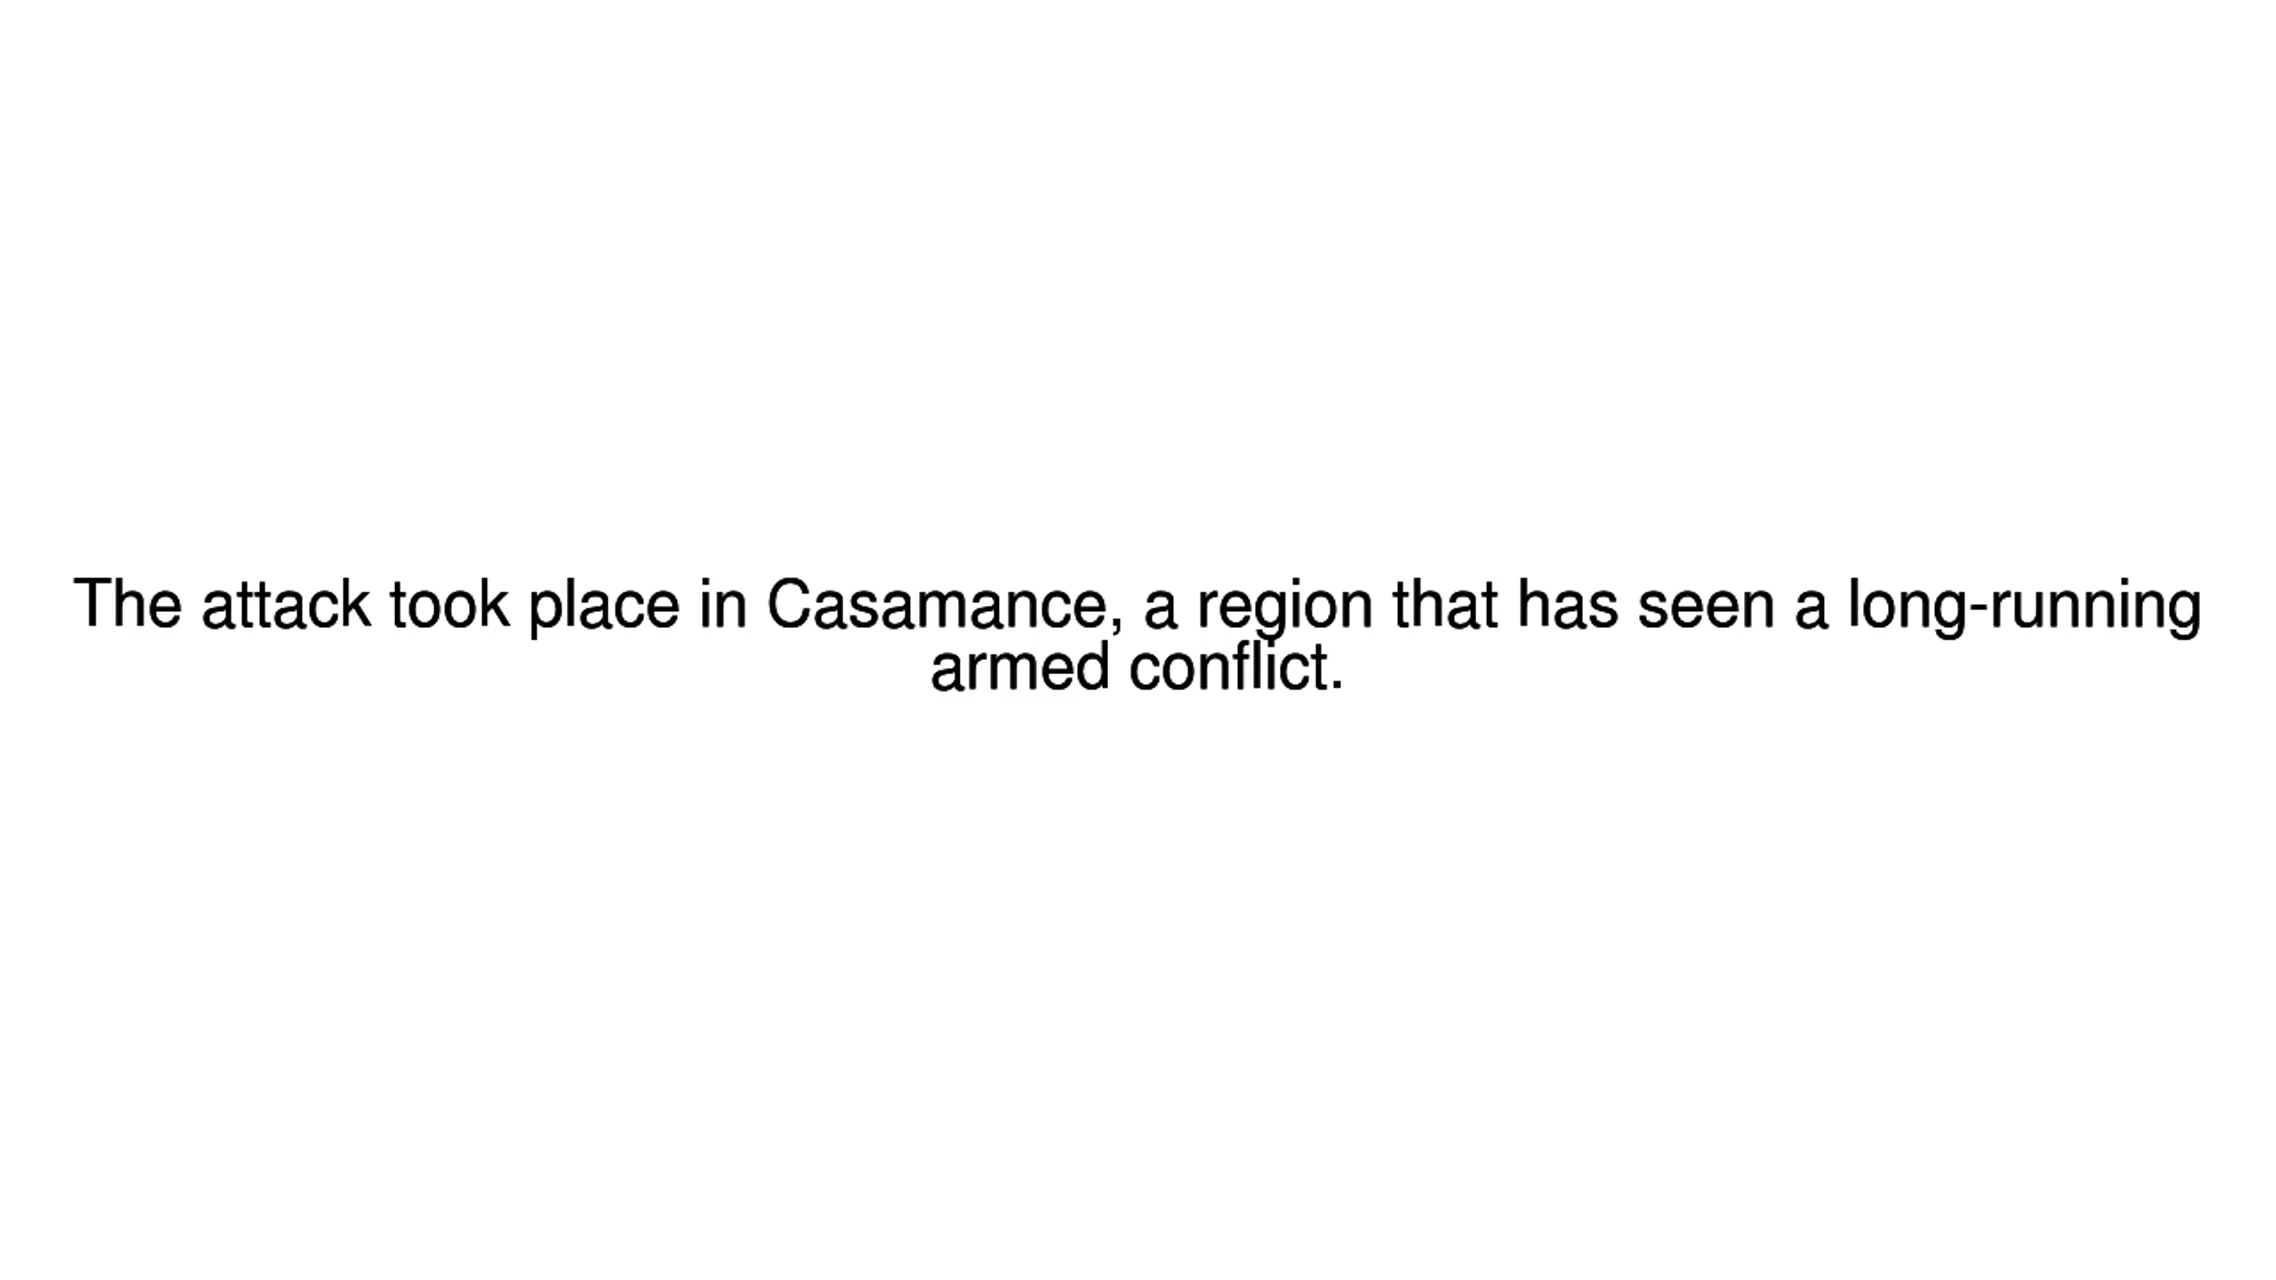 The attack took place in Casamance, a region that has seen a long-running
armed conflict.